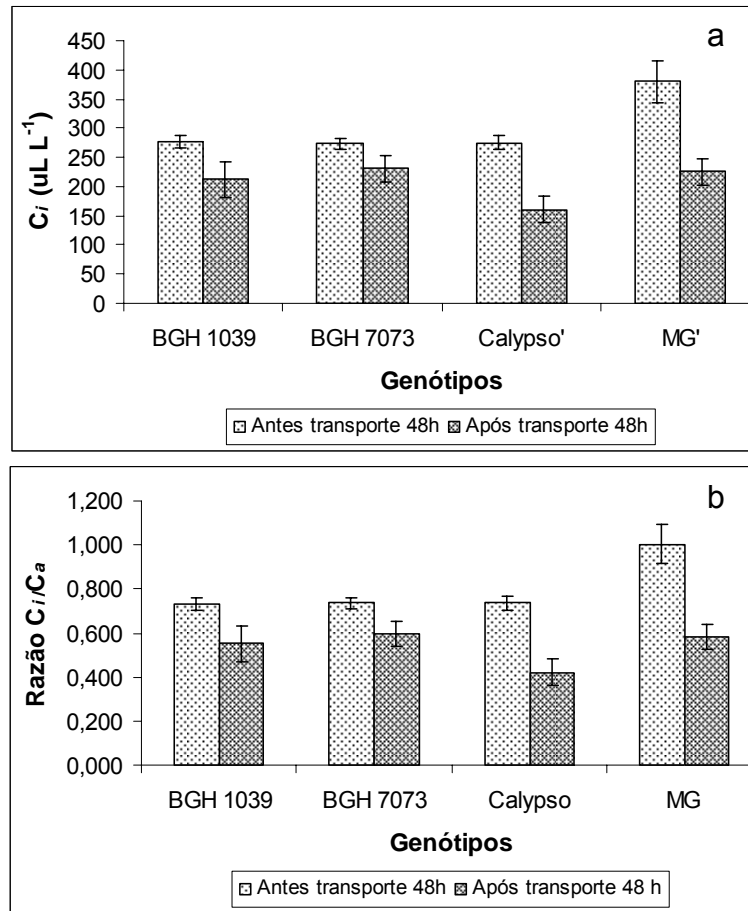 a
450
400
350
300
250
200
150
100
50
0
Ci (uL L-1)
BGH 1039 BGH 7073 Calypso' MG'
Genótipos
Antes transporte 48h Após transporte 48h
b
1,200
1,000
0,800
0,600
0,400
0,200
0,000
Razão Ci/Ca
BGH 1039 BGH 7073 Calypso MG
Genótipos
Antes transporte 48h Após transporte 48 h